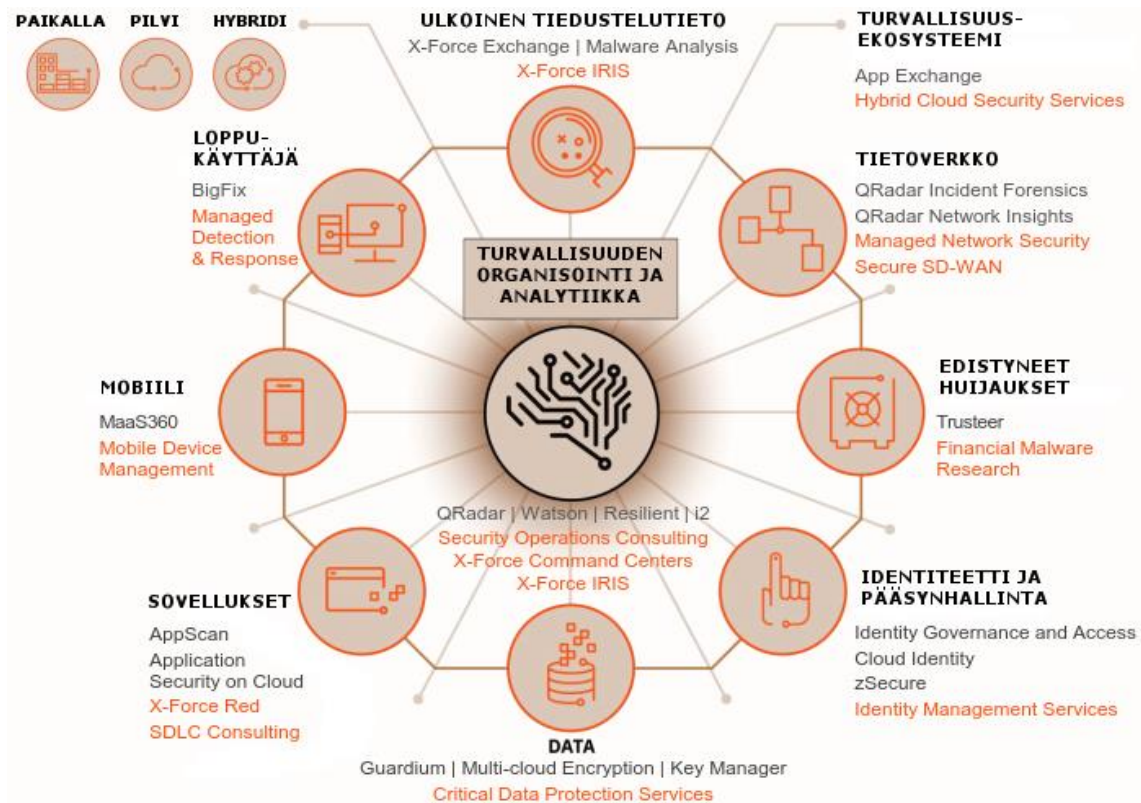 PAIKALLA
PILVI
HYBRIDI
ULKOINEN TIEDUSTELUTIETO
X-Force Exchange | Malware Analysis
X-Force IRIS
TURVALLISUUS-
EKOSYSTEEMI
App Exchange
Hybrid Cloud Security Services
LOPPU-
KÄYTTÄJÄ
BigFix
Managed
Detection
& Response
TIETOVERKKO
QRadar Incident Forensics
QRadar Network Insights
Managed Network Security
Secure SD-WAN
TURVALLISUUDEN
ORGANISOINTI JA
ANALYTIIKKA
MOBIILI
MaaS360
Mobile Device
Management
EDISTYNEET
HUIJAUKSET
Trusteer
Financial Malware
Research
QRadar | Watson | Resilient | i2
Security Operations Consulting
X-Force Command Centers
X-Force IRIS
SOVELLUKSET
AppScan
Application
Security on Cloud
X-Force Red
SDLC Consulting
IDENTITEETTI JA
PÄÄSYNHALLINTA
Identity Governance and Access
Cloud Identity
zSecure
Identity Management Services
DATA
Guardium | Multi-cloud Encryption | Key Manager
Critical Data Protection Services